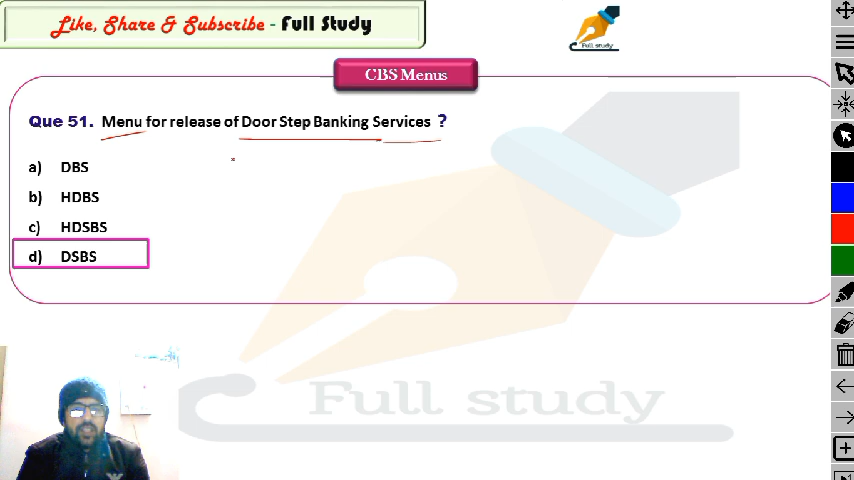 Like, Share & Subscribe - Full Study
Full study
CBS Menus
Que 51. Menu for release of Door Step Banking Services ?
a) DBS
b) HDBS
c) HDSBS
d) DSBS
Full study